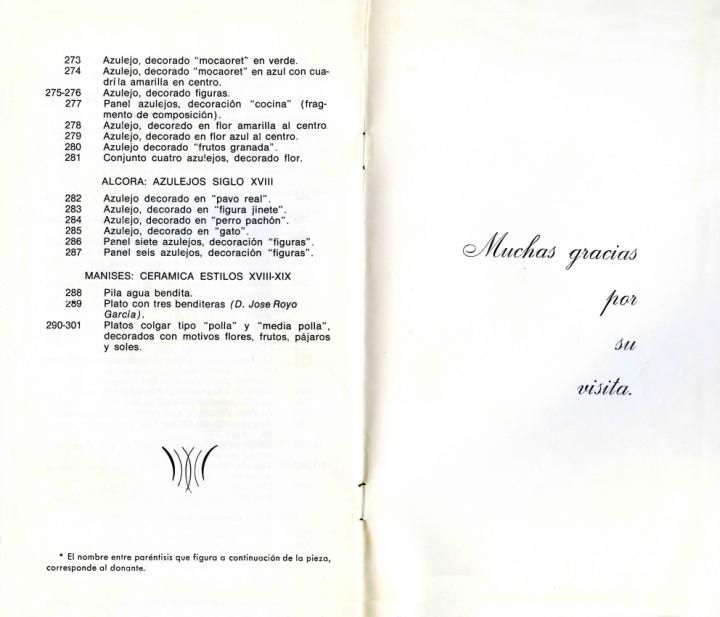 273 Azulejo, decorado "mocaoret" en verde.
274 Azulejo, decorado "mocaoret" en azul con cua-
drila amarilla en centro.
275-276 Azulejo, decorado figuras.
277 Panel azulejos, decoración "cocina" (frag-
mento de composición).
278 Azulejo, decorado en flor amarilla al centro.
279 Azulejo, decorado en flor azul al centro.
280 Azulejo decorado "frutos granada".
281 Conjunto cuatro azulejos, decorado flor.
ALCORA: AZULEJOS SIGLO XVIII
282 Azulejo decorado en "pavo real".
283 Azulejo, decorado en "figura jinete".
284 Azulejo, decorado en "perro pachón".
285 Azulejo, decorado en "gato".
286 Panel siete azulejos, decoración "figuras".
287 Panel seis azulejos, decoración "figuras".
MANISES: CERAMICA ESTILOS XVIII-XIX
288 Pila agua bendita.
289 Plato con tres benditeras (D. Jose Royo
García).
290-301 Platos colgar tipo "polla" y "media polla",
decorados con motivos flores, frutos, pájaros
y soles.
* El nombre entre paréntisis que figura a continuación de la pieza,
corresponde al donante.
Muchas gracias
por
su
visita.